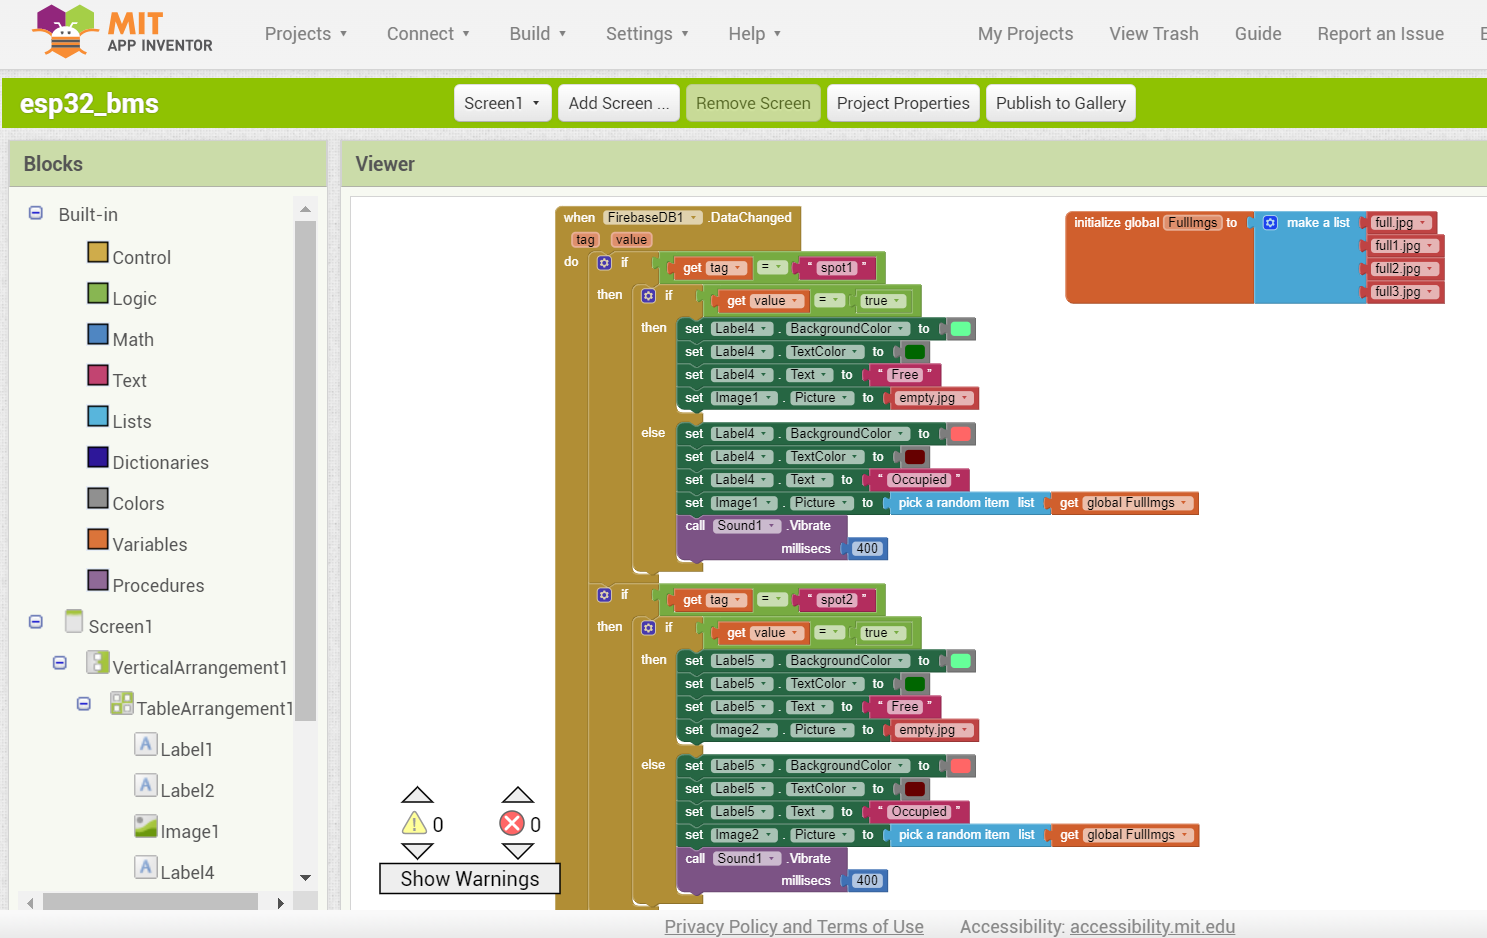 MIT
APP INVENTOR
Projects
Connect
Build
Settings
Help
My Projects
View Trash
Guide
Report an Issue
esp32_bms
Screen1
Add Screen ...
Remove Screen
Project Properties
Publish to Gallery
Blocks
Viewer
Built-in
Control
Logic
Math
Text
Lists
Dictionaries
Colors
Variables
Procedures
Screen1
VerticalArrangement1
TableArrangement1
Label1
Label2
Image1
Label4
when FirebaseDB1 .DataChanged
tag value
do if get tag = " spot1 "
then if get value = true
then set Label4 . BackgroundColor to
set Label4 . TextColor to
set Label4 . Text to " Free "
set Image1 . Picture to empty.jpg
else set Label4 . BackgroundColor to
set Label4 . TextColor to
set Label4 . Text to " Occupied "
set Image1 . Picture to pick a random item list get global FullImgs
call Sound1 .Vibrate
millisecs 400
if get tag = " spot2 "
then if get value = true
then set Label5 . BackgroundColor to
set Label5 . TextColor to
set Label5 . Text to " Free "
set Image2 . Picture to empty.jpg
else set Label5 . BackgroundColor to
set Label5 . TextColor to
set Label5 . Text to " Occupied "
set Image2 . Picture to pick a random item list get global FullImgs
call Sound1 .Vibrate
millisecs 400
initialize global FullImgs to make a list full.jpg
full1.jpg
full2.jpg
full3.jpg
0
0
Show Warnings
Privacy Policy and Terms of Use
Accessibility: accessibility.mit.edu